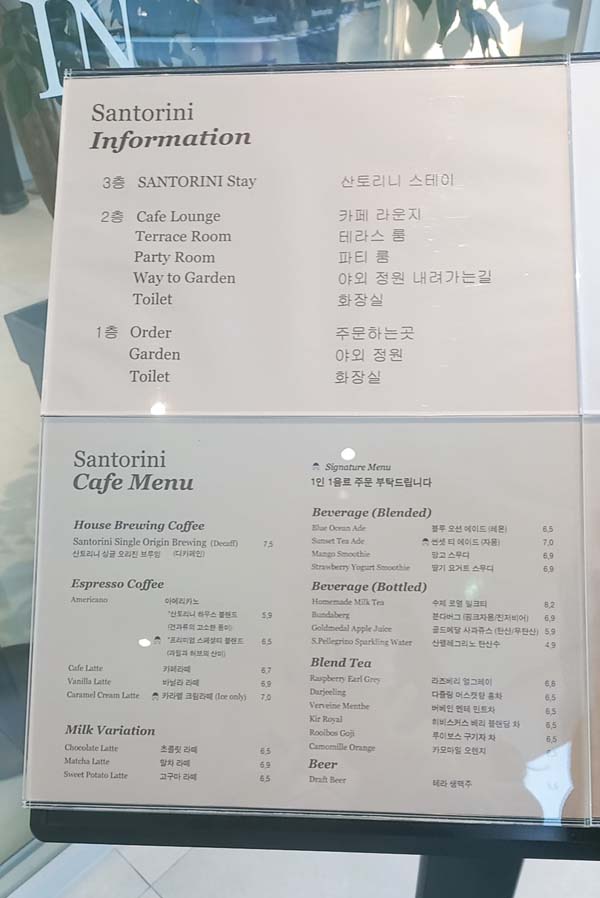 IN
Santorini
Information
3층 SANTORINI Stay 산토리니 스테이
2층 Cafe Lounge 카페 라운지
Terrace Room 테라스 룸
Party Room 파티 룸
Way to Garden 야외 정원 내려가는길
Toilet 화장실
1층 Order 주문하는곳
Garden 야외 정원
Toilet 화장실
Santorini
Cafe Menu
House Brewing Coffee
Santorini Single Origin Brewing (Decaff) 7,5
산토리니 싱글 오리진 브루잉 (디카페인)
Espresso Coffee
Americano 아메리카노
*산토리니 하우스 블렌드 5,9
(견과류의 고소한 풍미)
*프리미엄 스페셜티 블렌드 6,5
(과일과 허브의 산미)
Cafe Latte 카페라떼 6,7
Vanilla Latte 바닐라 라떼 6,9
Caramel Cream Latte 카라멜 크림라떼 (Ice only) 7,0
Milk Variation
Chocolate Latte 초콜릿 라떼 6,5
Matcha Latte 말차 라떼 6,9
Sweet Potato Latte 고구마 라떼 6,5
Signature Menu
1인 1음료 주문 부탁드립니다
Beverage (Blended)
Blue Ocean Ade 블루 오션 에이드 (레몬) 6,5
Sunset Tea Ade 썬셋 티 에이드 (자몽) 7,0
Mango Smoothie 망고 스무디 6,9
Strawberry Yogurt Smoothie 딸기 요거트 스무디 6,9
Beverage (Bottled)
Homemade Milk Tea 수제 로열 밀크티 8,2
Bundaberg 분다버그 (핑크자몽/진저비어) 6,9
Goldmedal Apple Juice 골드메달 사과쥬스 (탄산/무탄산) 5,9
S.Pellegrino Sparkling Water 산펠레그리노 탄산수 4,9
Blend Tea
Raspberry Earl Grey 라즈베리 얼그레이 6,6
Darjeeling 다즐링 퍼스켓량 홍차 6,5
Verveine Menthe 버베인 멘테 민트차 6,5
Kir Royal 히비스커스 베리 블렌딩 차 6,5
Rooibos Goji 루이보스 구기자 차 6,5
Camomille Orange 카모마일 오렌지 6,5
Beer
Draft Beer 테라 생맥주